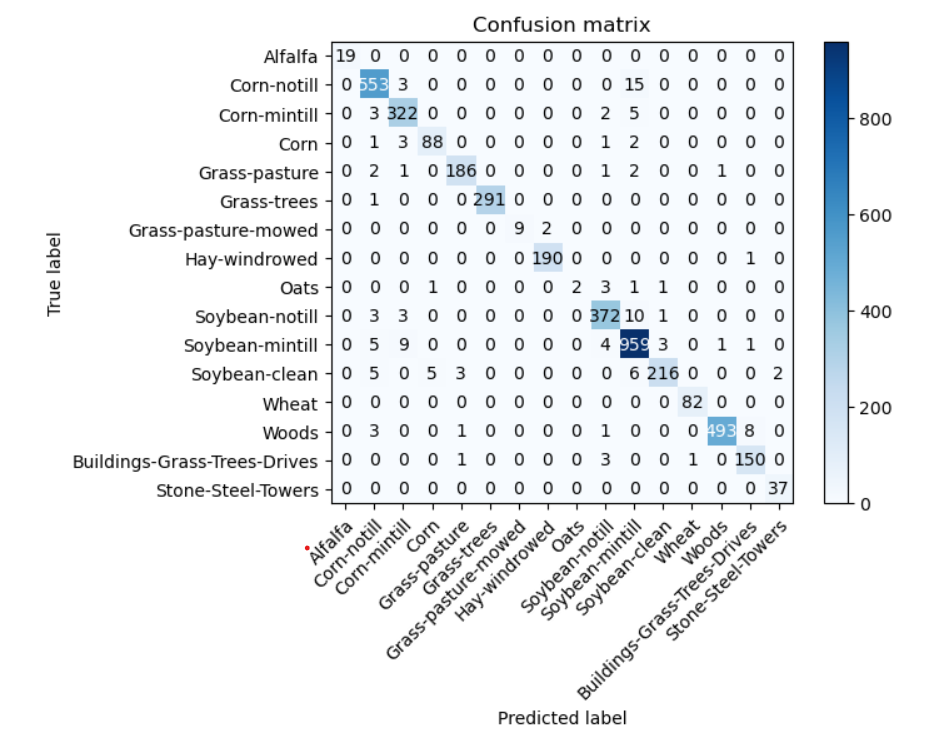 Confusion matrix
Alfalfa 19 0 0 0 0 0 0 0 0 0 0 0 0 0 0 0
Corn-notill 0 553 3 0 0 0 0 0 0 0 15 0 0 0 0 0
Corn-mintill 0 3 322 0 0 0 0 0 0 2 5 0 0 0 0 0
Corn 0 1 3 88 0 0 0 0 0 1 2 0 0 0 0 0
Grass-pasture 0 2 1 0 186 0 0 0 0 1 2 0 0 1 0 0
Grass-trees 0 1 0 0 0 291 0 0 0 0 0 0 0 0 0 0
Grass-pasture-mowed 0 0 0 0 0 0 9 2 0 0 0 0 0 0 0 0
Hay-windrowed 0 0 0 0 0 0 0 190 0 0 0 0 0 0 1 0
Oats 0 0 0 1 0 0 0 0 2 3 1 1 0 0 0 0
Soybean-notill 0 3 3 0 0 0 0 0 0 372 10 1 0 0 0 0
Soybean-mintill 0 5 9 0 0 0 0 0 0 4 959 3 0 1 1 0
Soybean-clean 0 5 0 5 3 0 0 0 0 0 6 216 0 0 0 2
Wheat 0 0 0 0 0 0 0 0 0 0 0 0 82 0 0 0
Woods 0 3 0 0 1 0 0 0 0 1 0 0 0 493 8 0
Buildings-Grass-Trees-Drives 0 0 0 0 1 0 0 0 0 3 0 0 1 0 150 0
Stone-Steel-Towers 0 0 0 0 0 0 0 0 0 0 0 0 0 0 0 37
True label
Alfalfa
Corn-notill
Corn-mintill
Corn
Grass-pasture
Grass-trees
Grass-pasture-mowed
Hay-windrowed
Oats
Soybean-notill
Soybean-mintill
Soybean-clean
Wheat
Woods
Buildings-Grass-Trees-Drives
Stone-Steel-Towers
Predicted label
800
600
400
200
0